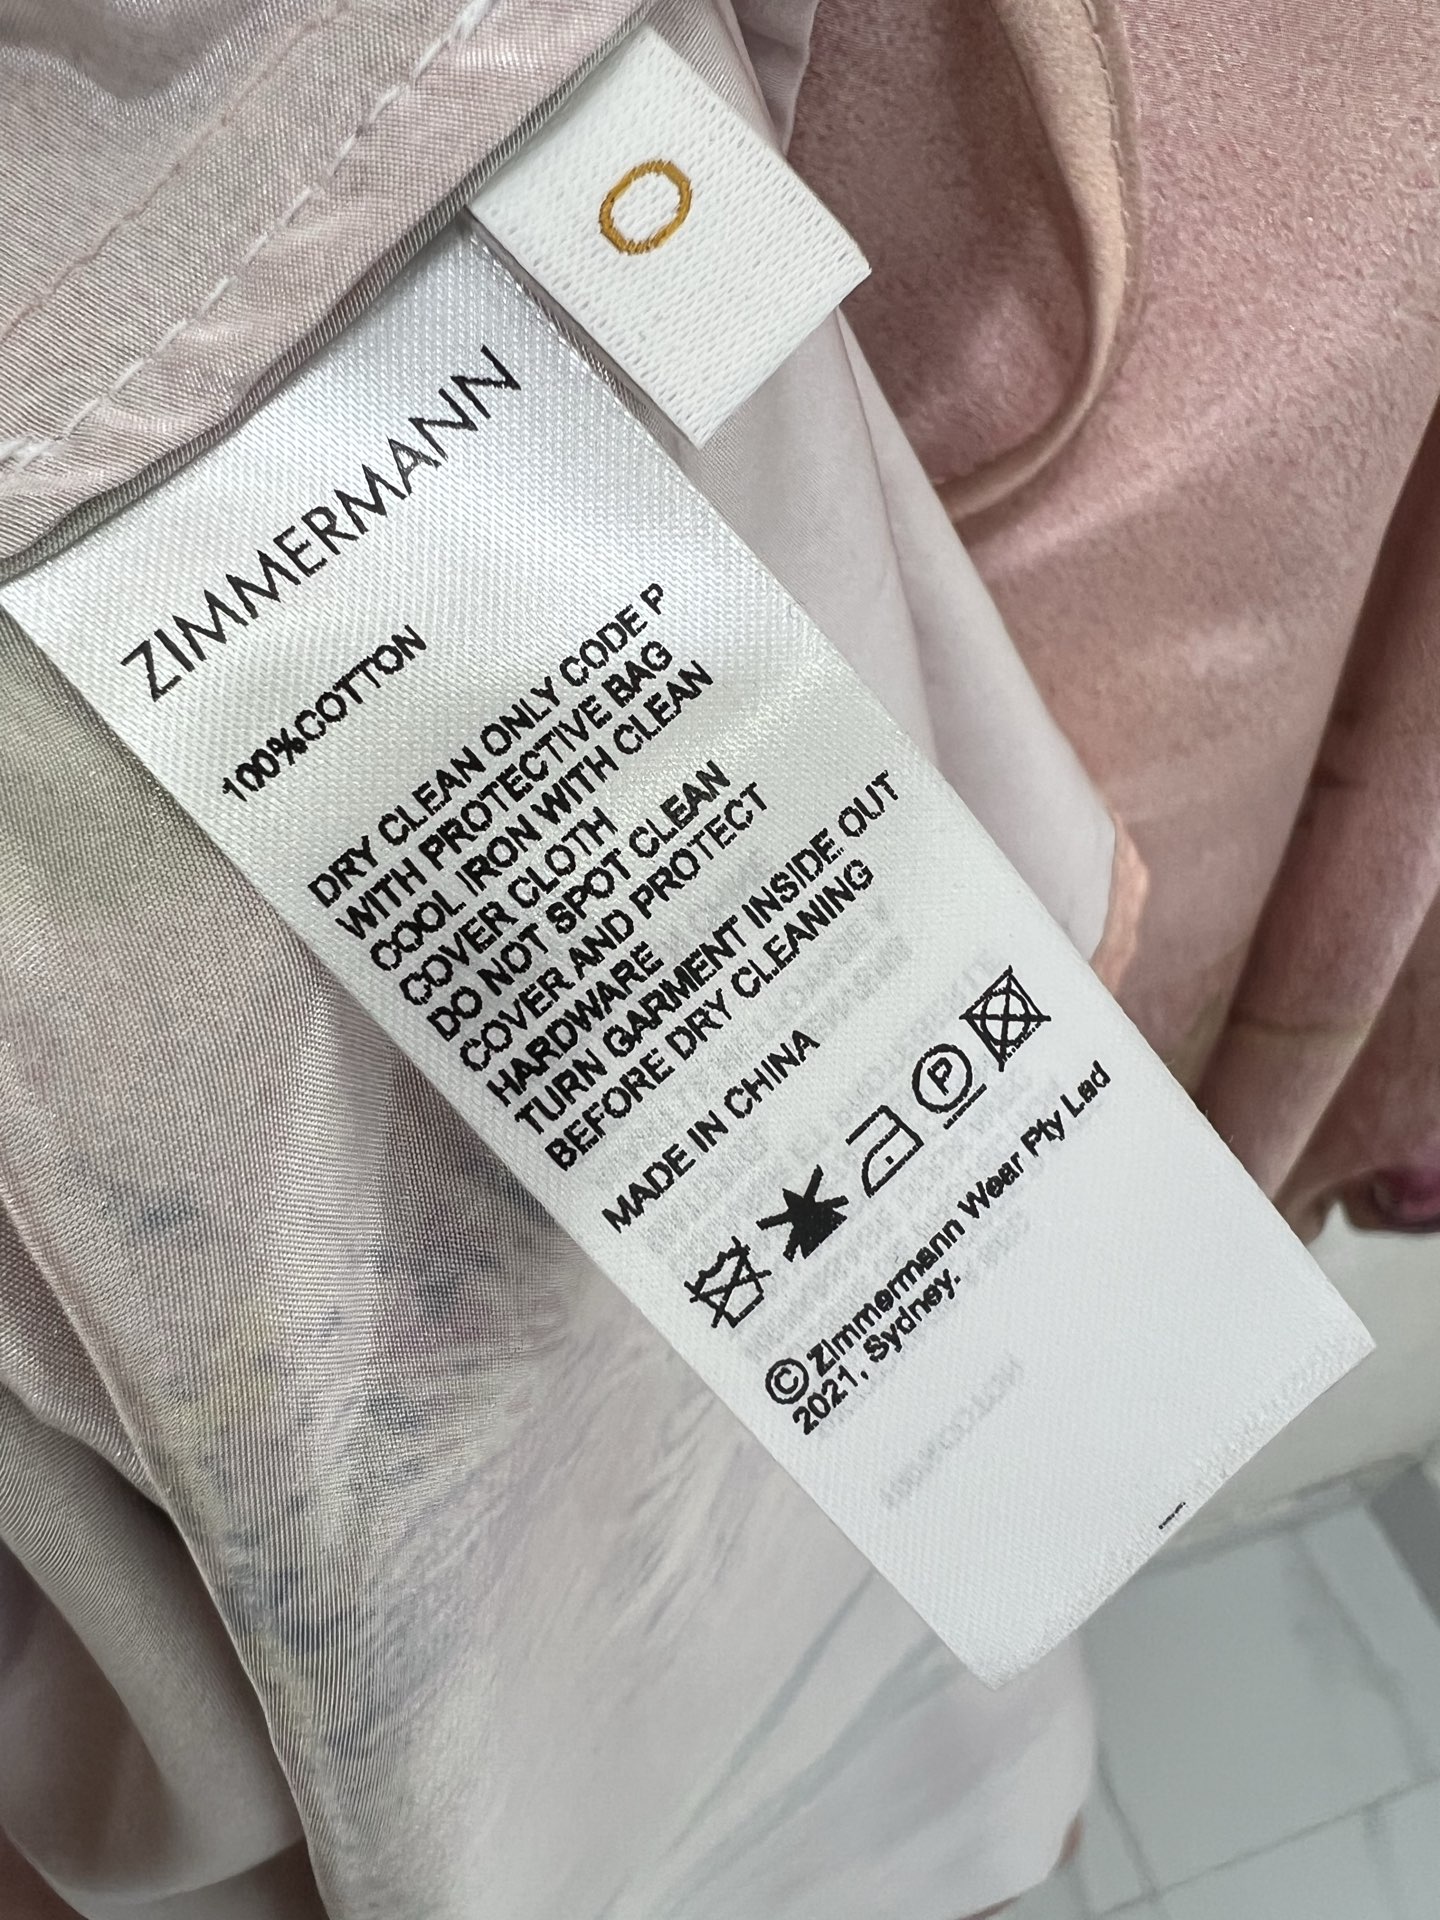 0
ZIMMERMANN
100%COTTON
DRY CLEAN ONLY CODE P
WITH PROTECTIVE BAG
COOL IRON WITH CLEAN
COVER CLOTH
DO NOT SPOT CLEAN
COVER AND PROTECT
HARDWARE
TURN GARMENT INSIDE OUT
BEFORE DRY CLEANING
MADE IN CHINA
P
© Zimmermann Wear Pty Lad
2021, Sydney.